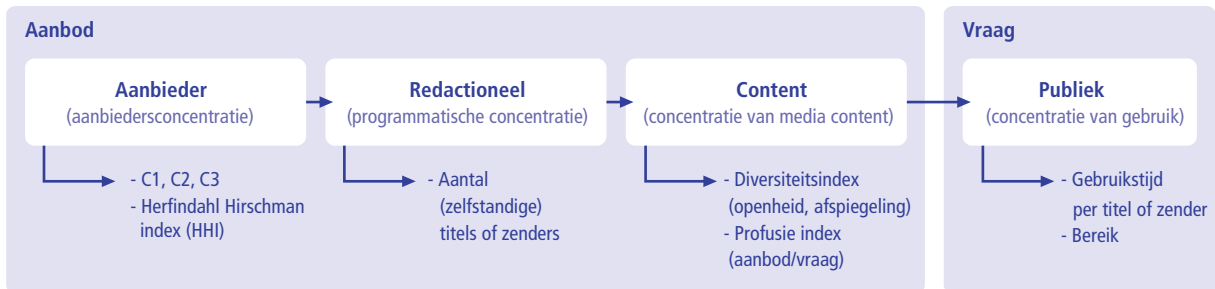 Aanbod
Vraag
Aanbieder
(aanbiedersconcentratie)
Redactioneel
(programmatische concentratie)
Content
(concentratie van media content)
Publiek
(concentratie van gebruik)
- C1, C2, C3
- Herfindahl Hirschman
index (HHI)
- Aantal
(zelfstandige)
titels of zenders
- Diversiteitsindex
(openheid, afspiegeling)
- Profusie index
(aanbod/vraag)
- Gebruikstijd
per titel of zender
- Bereik